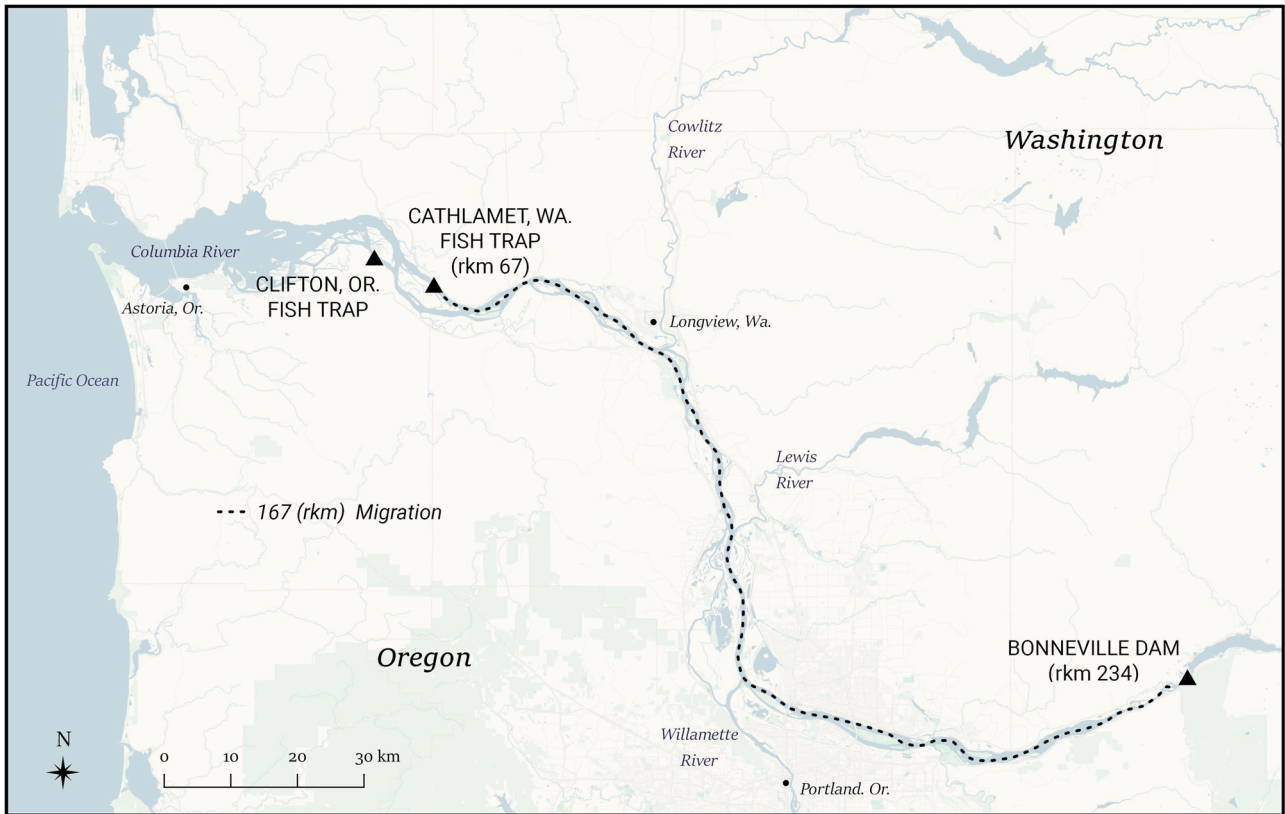 Cowlitz
River
Washington
CATHLAMET, WA.
FISH TRAP
(rkm 67)
Columbia River
CLIFTON, OR.
FISH TRAP
Astoria, Or.
Longview, Wa.
Pacific Ocean
Lewis
River
167 (rkm) Migration
Oregon
BONNEVILLE DAM
(rkm 234)
Willamette
River
N
0 10 20 30 km
Portland. Or.